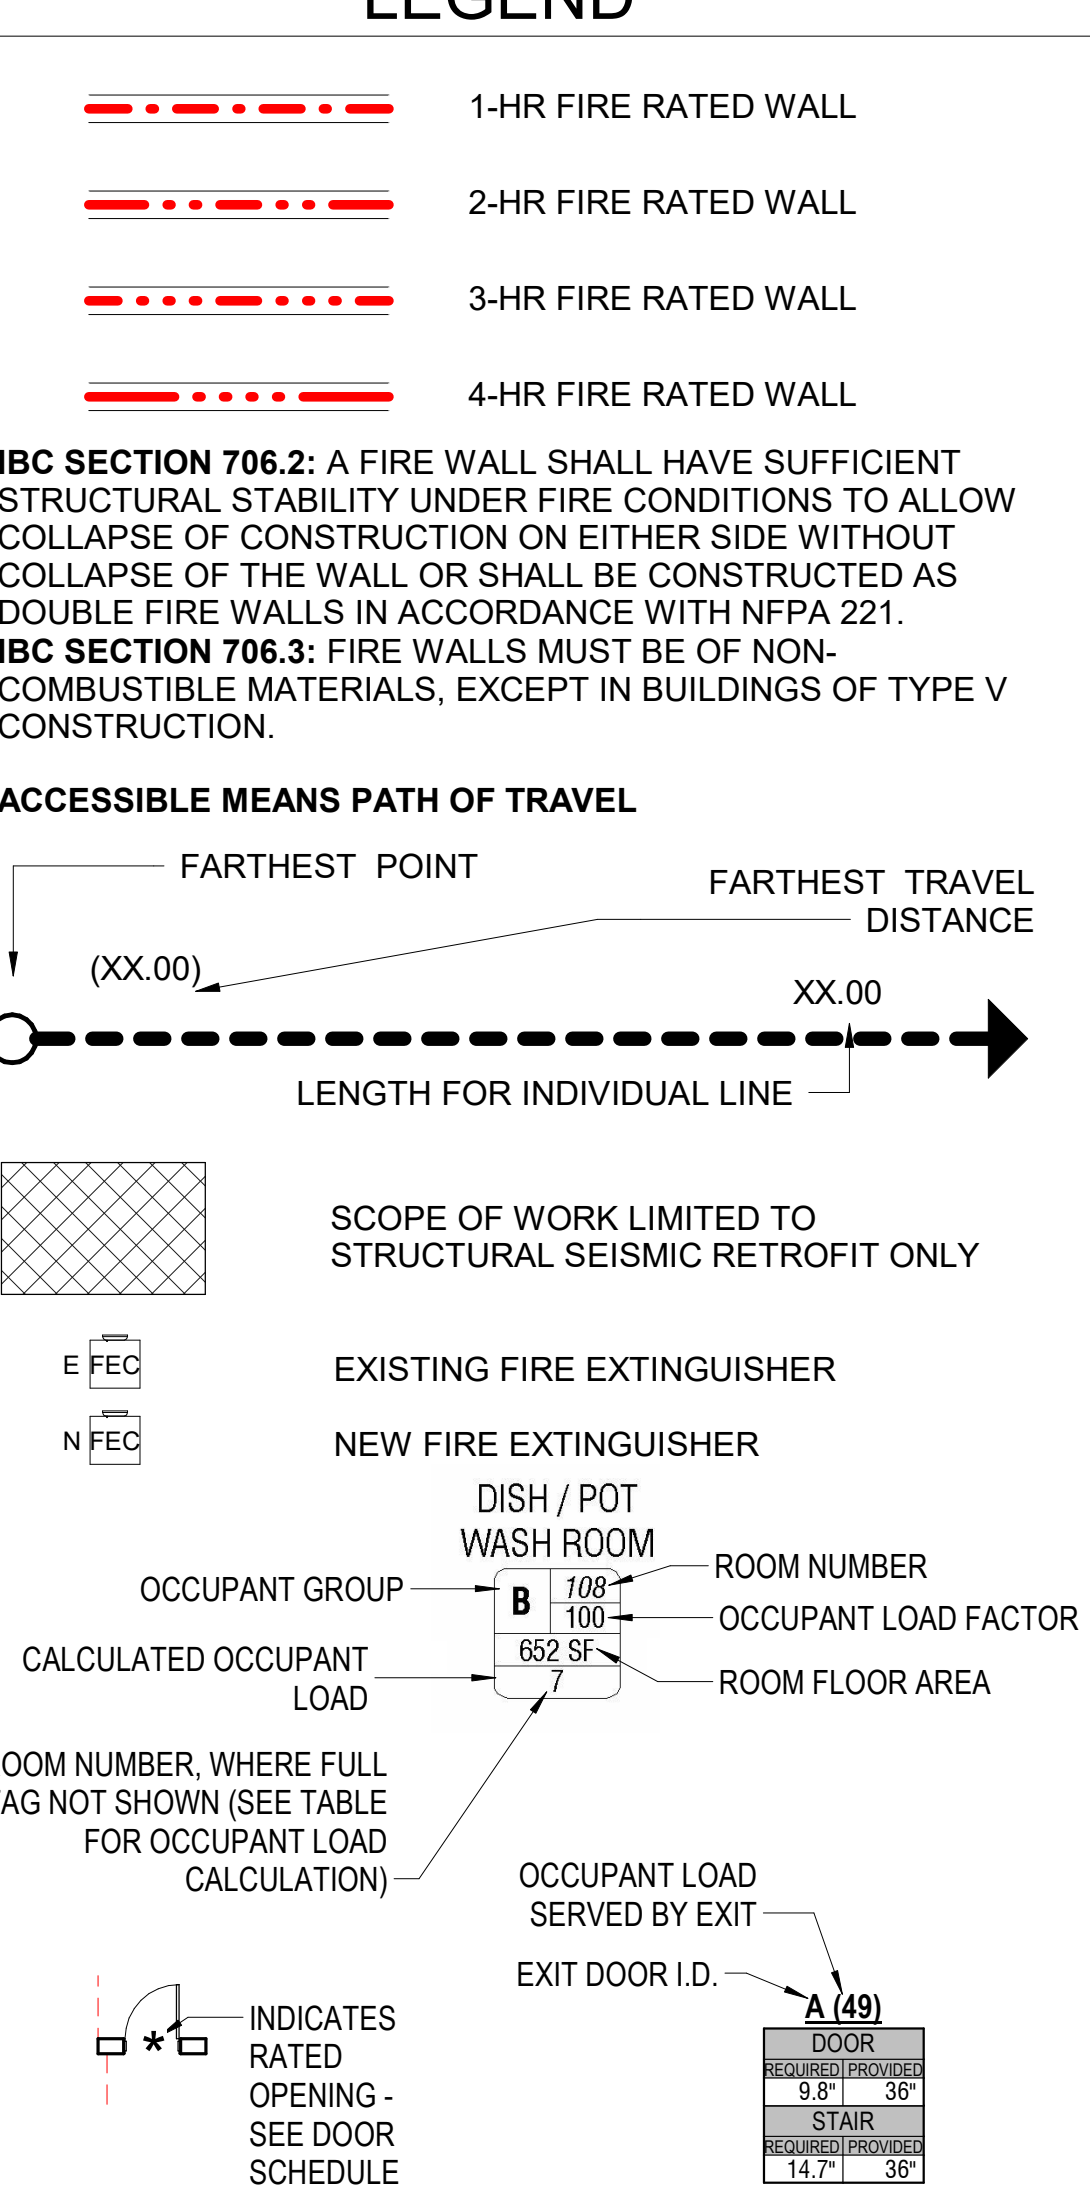 LEGEND
1-HR FIRE RATED WALL
2-HR FIRE RATED WALL
3-HR FIRE RATED WALL
4-HR FIRE RATED WALL
IBC SECTION 706.2: A FIRE WALL SHALL HAVE SUFFICIENT
STRUCTURAL STABILITY UNDER FIRE CONDITIONS TO ALLOW
COLLAPSE OF CONSTRUCTION ON EITHER SIDE WITHOUT
COLLAPSE OF THE WALL OR SHALL BE CONSTRUCTED AS
DOUBLE FIRE WALLS IN ACCORDANCE WITH NFPA 221.
IBC SECTION 706.3: FIRE WALLS MUST BE OF NON-
COMBUSTIBLE MATERIALS, EXCEPT IN BUILDINGS OF TYPE V
CONSTRUCTION.
ACCESSIBLE MEANS PATH OF TRAVEL
FARTHEST POINT
FARTHEST TRAVEL
DISTANCE
(XX.00)
XX.00
LENGTH FOR INDIVIDUAL LINE
SCOPE OF WORK LIMITED TO
STRUCTURAL SEISMIC RETROFIT ONLY
E FEC EXISTING FIRE EXTINGUISHER
N FEC NEW FIRE EXTINGUISHER
DISH / POT
WASH ROOM
OCCUPANT GROUP
B
108
ROOM NUMBER
100
OCCUPANT LOAD FACTOR
652 SF
ROOM FLOOR AREA
CALCULATED OCCUPANT
LOAD
7
OOM NUMBER, WHERE FULL
AG NOT SHOWN (SEE TABLE
FOR OCCUPANT LOAD
CALCULATION)
OCCUPANT LOAD
SERVED BY EXIT
EXIT DOOR I.D.
A (49)
DOOR
REQUIRED PROVIDED
9.8" 36"
STAIR
REQUIRED PROVIDED
14.7" 36"
*
INDICATES
RATED
OPENING -
SEE DOOR
SCHEDULE